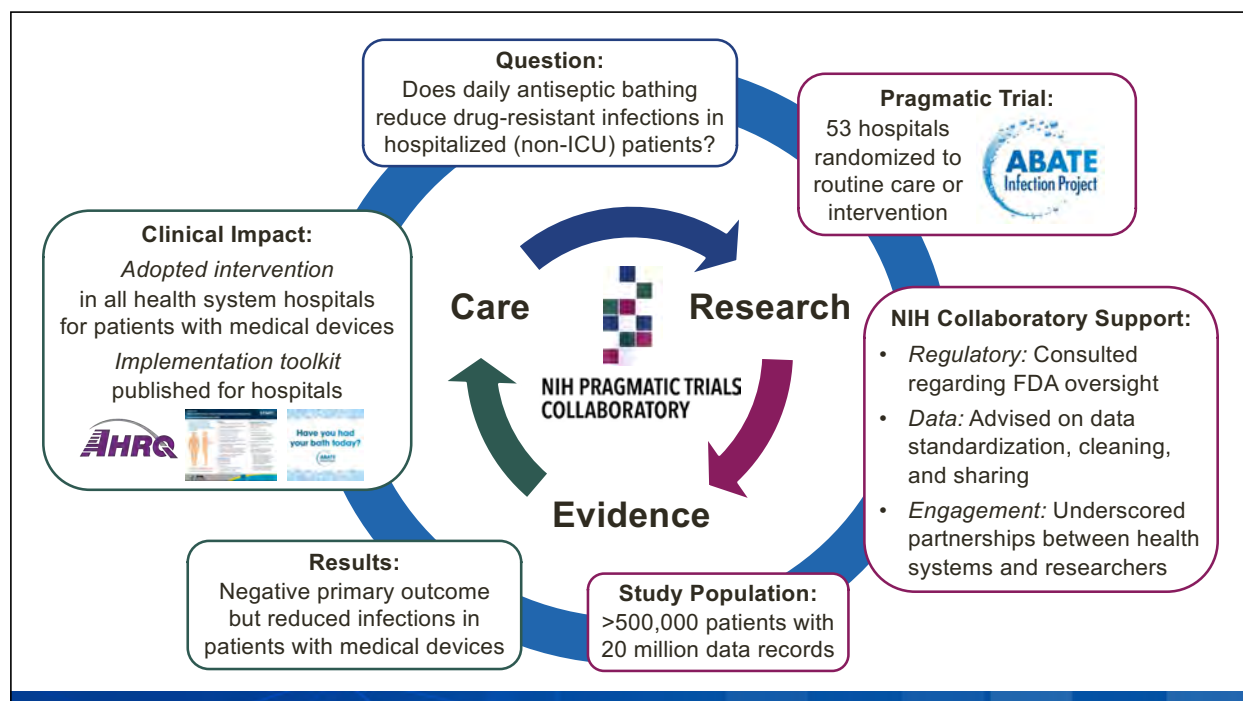 Question:
Does daily antiseptic bathing
reduce drug-resistant infections in
hospitalized (non-ICU) patients?
Pragmatic Trial:
53 hospitals
randomized to
routine care or
intervention
ABATE
Infection Project
NIH Collaboratory Support:
• Regulatory: Consulted
regarding FDA oversight
• Data: Advised on data
standardization, cleaning,
and sharing
• Engagement: Underscored
partnerships between health
systems and researchers
Study Population:
>500,000 patients with
20 million data records
Results:
Negative primary outcome
but reduced infections in
patients with medical devices
Clinical Impact:
Adopted intervention
in all health system hospitals
for patients with medical devices
Implementation toolkit
published for hospitals
AHRQ
Have you had
your bath today?
ABATE
Care
Research
Evidence
NIH PRAGMATIC TRIALS
COLLABORATORY